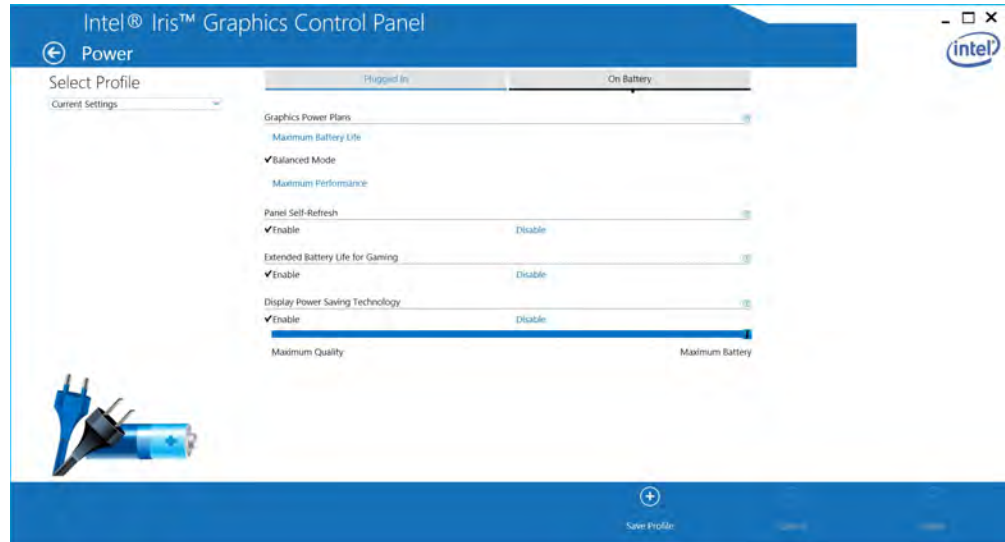 Intel® Iris™ Graphics Control Panel
Power
intel
Select Profile
Current Settings
Plugged In
On Battery
Graphics Power Plans
Maximum Battery Life
✔Balanced Mode
Maximum Performance
Panel Self-Refresh
✔Enable
Disable
Extended Battery Life for Gaming
✔Enable
Disable
Display Power Saving Technology
✔Enable
Disable
Maximum Quality
Maximum Battery
Save Profile